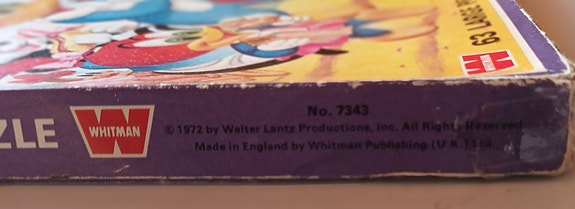 63 LARGE
W
ZLE
WHITMAN
W
No. 7343
© 1972 by Walter Lantz Productions, Inc. All Rights Reserved
Made in England by Whitman Publishing (U.K.) Ltd.